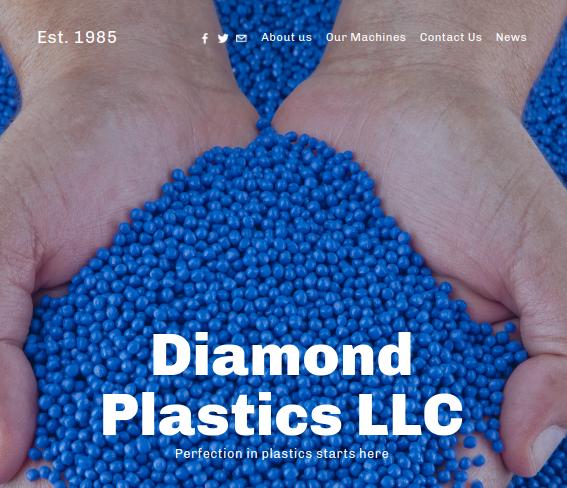 Est. 1985
About us Our Machines Contact Us News
Diamond
Plastics LLC
Perfection in plastics starts here